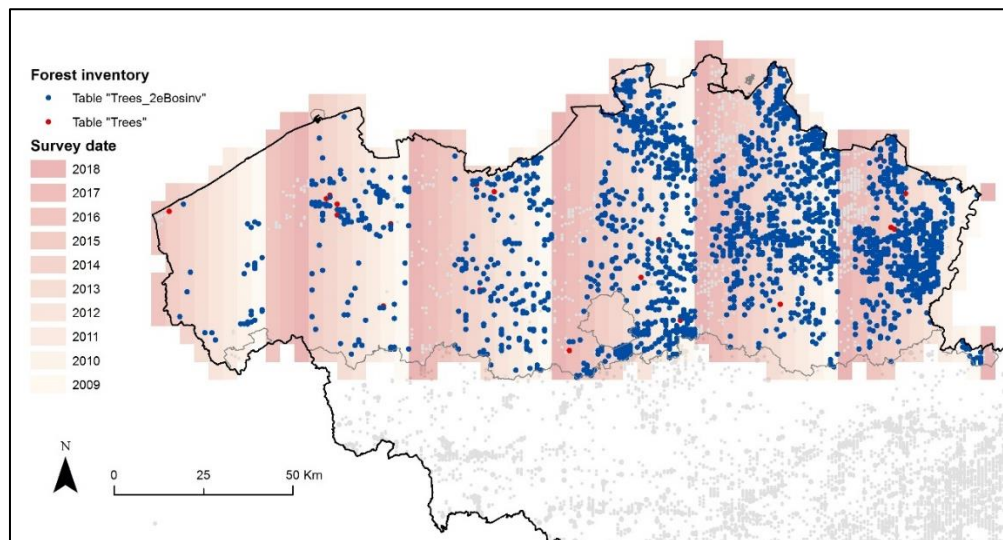 Forest inventory
Table "Trees_2eBosinv"
Table "Trees"
Survey date
2018
2017
2016
2015
2014
2013
2012
2011
2010
2009
N
0 25 50 Km